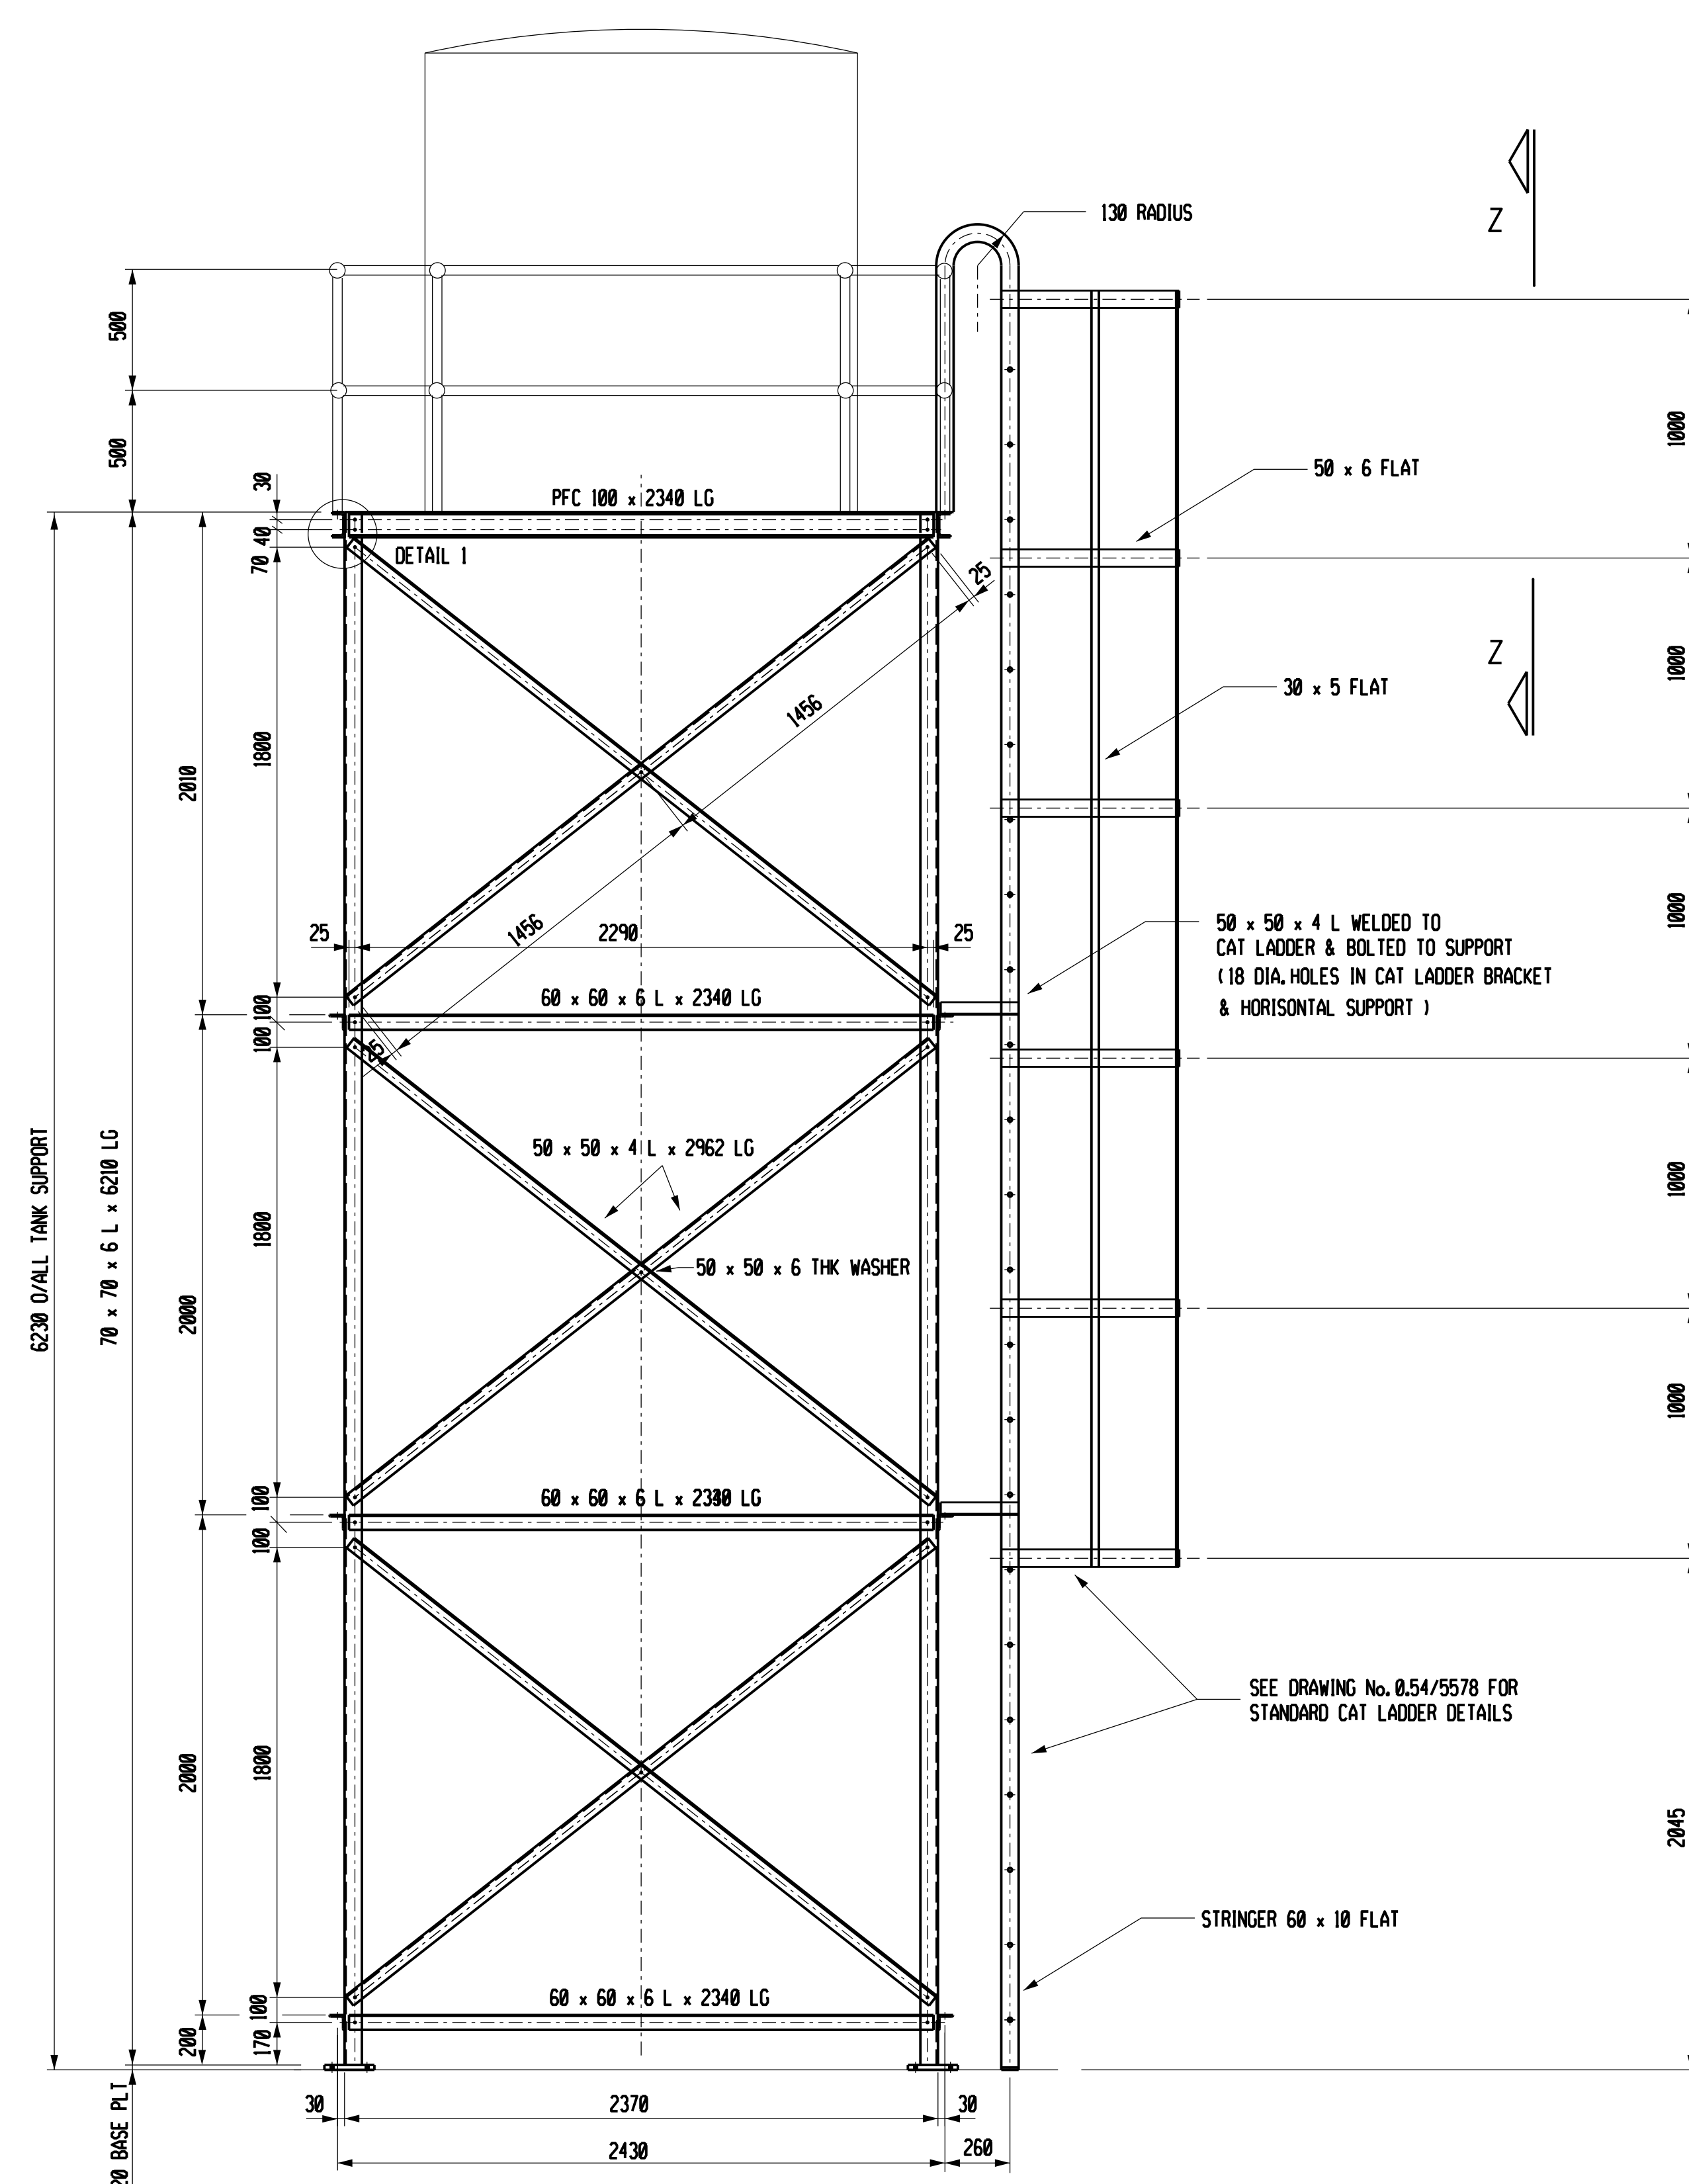 130 RADIUS
Z
500
500
30
40
70
PFC 100 x 2340 LG
DETAIL 1
50 x 6 FLAT
1000
25
Z
30 x 5 FLAT
1000
1456
1800
2010
1456
25
2290
25
1000
50 x 50 x 4 L WELDED TO
CAT LADDER & BOLTED TO SUPPORT
(18 DIA. HOLES IN CAT LADDER BRACKET
& HORISONTAL SUPPORT )
60 x 60 x 6 L x 2340 LG
100
100
25
6230 O/ALL TANK SUPPORT
70 x 70 x 6 L x 6210 LG
50 x 50 x 4 L x 2962 LG
1000
1800
2000
50 x 50 x 6 THK WASHER
1000
60 x 60 x 6 L x 2340 LG
100
100
SEE DRAWING No. 0.54/5578 FOR
STANDARD CAT LADDER DETAILS
1800
2000
2045
STRINGER 60 x 10 FLAT
60 x 60 x 6 L x 2340 LG
100
200
170
BASE PLT
30
2370
30
2430
260